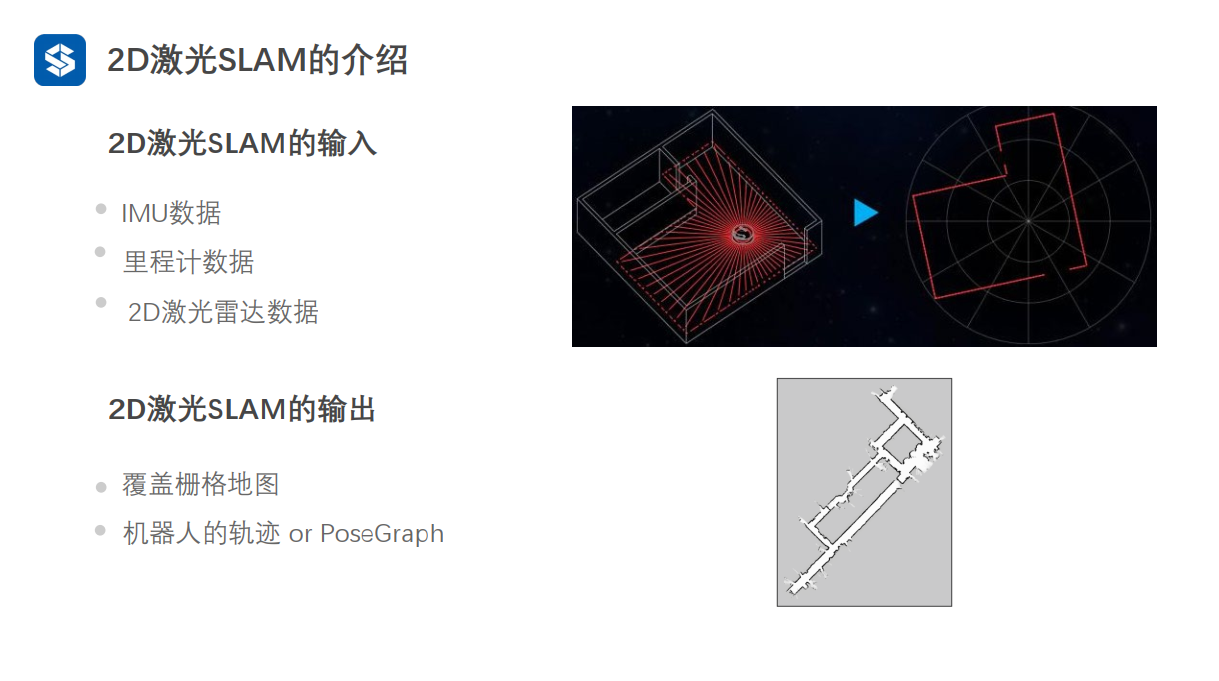 2D激光SLAM的介绍
2D激光SLAM的输入
IMU数据
里程计数据
2D激光雷达数据
2D激光SLAM的输出
覆盖栅格地图
机器人的轨迹 or PoseGraph